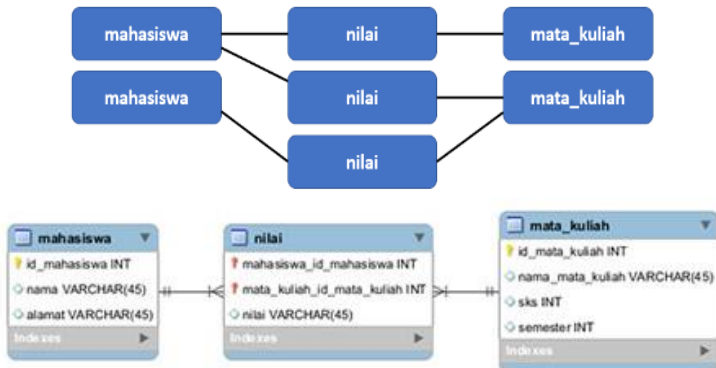 mahasiswa nilai mata_kuliah
mahasiswa nilai mata_kuliah
nilai
mahasiswa
id_mahasiswa INT
nama VARCHAR(45)
alamat VARCHAR(45)
Indexes
nilai
mahasiswa_id_mahasiswa INT
mata_kuliah_id_mata_kuliah INT
nilai VARCHAR(45)
Indexes
mata_kuliah
id_mata_kuliah INT
nama_mata_kuliah VARCHAR(45)
sks INT
semester INT
Indexes